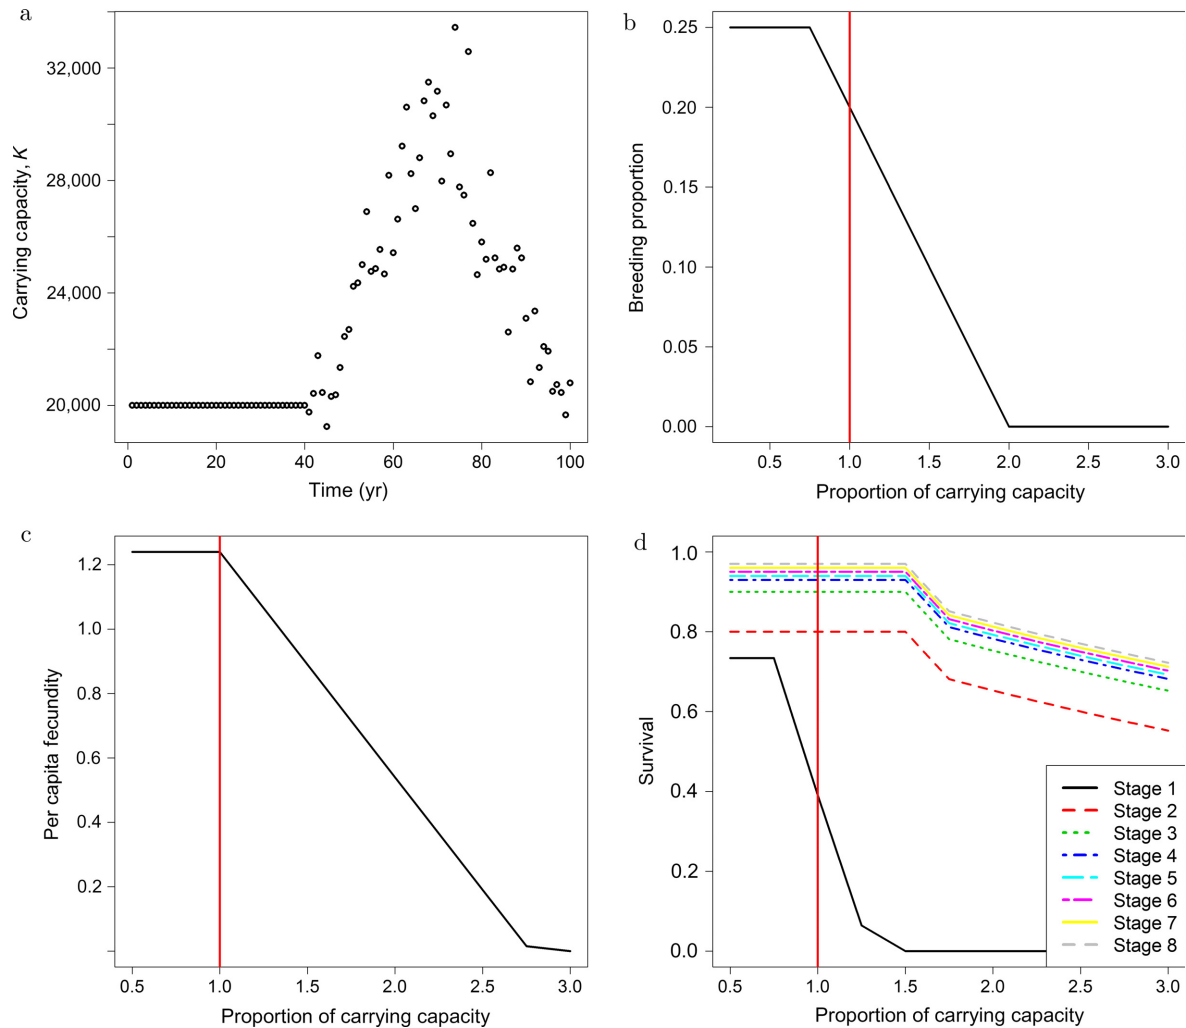 a
Carrying capacity, K
32,000
28,000
24,000
20,000
0 20 40 60 80 100
Time (yr)
b
Breeding proportion
0.25
0.20
0.15
0.10
0.05
0.00
0.5 1.0 1.5 2.0 2.5 3.0
Proportion of carrying capacity
c
Per capita fecundity
1.2
1.0
0.8
0.6
0.4
0.2
0.5 1.0 1.5 2.0 2.5 3.0
Proportion of carrying capacity
d
Survival
1.0
0.8
0.6
0.4
0.2
0.0
Stage 1
Stage 2
Stage 3
Stage 4
Stage 5
Stage 6
Stage 7
Stage 8
0.5 1.0 1.5 2.0 2.5 3.0
Proportion of carrying capacity